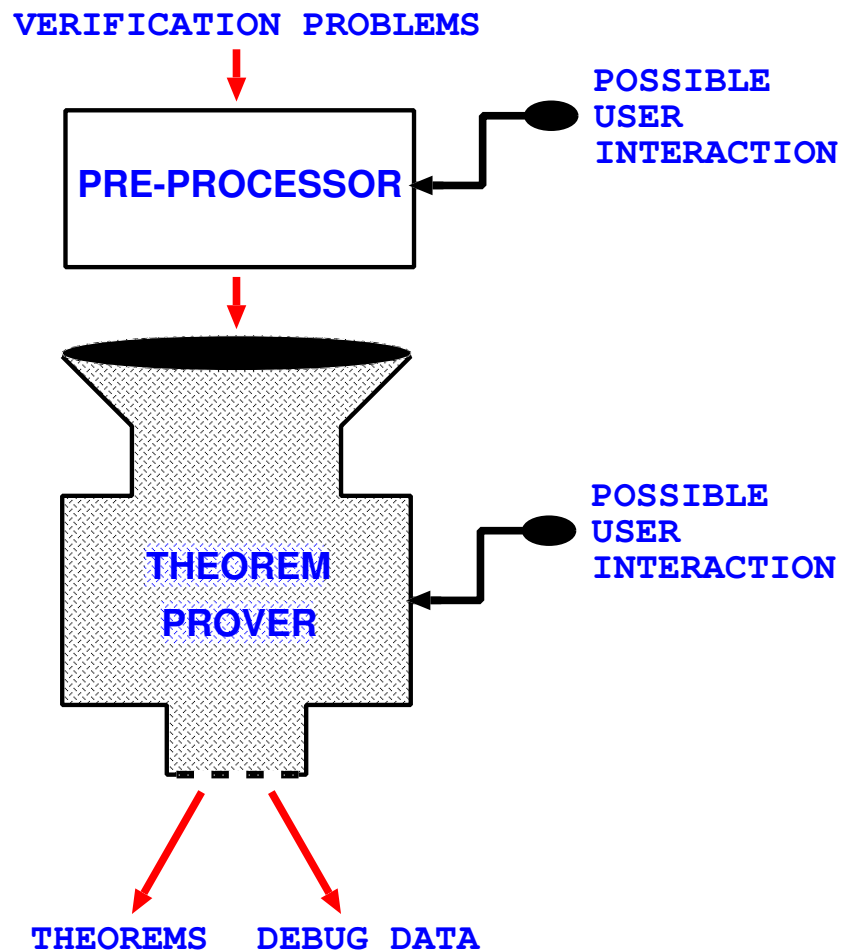 VERIFICATION PROBLEMS
POSSIBLE
USER
INTERACTION
PRE-PROCESSOR
POSSIBLE
USER
INTERACTION
THEOREM
PROVER
THEOREMS DEBUG DATA